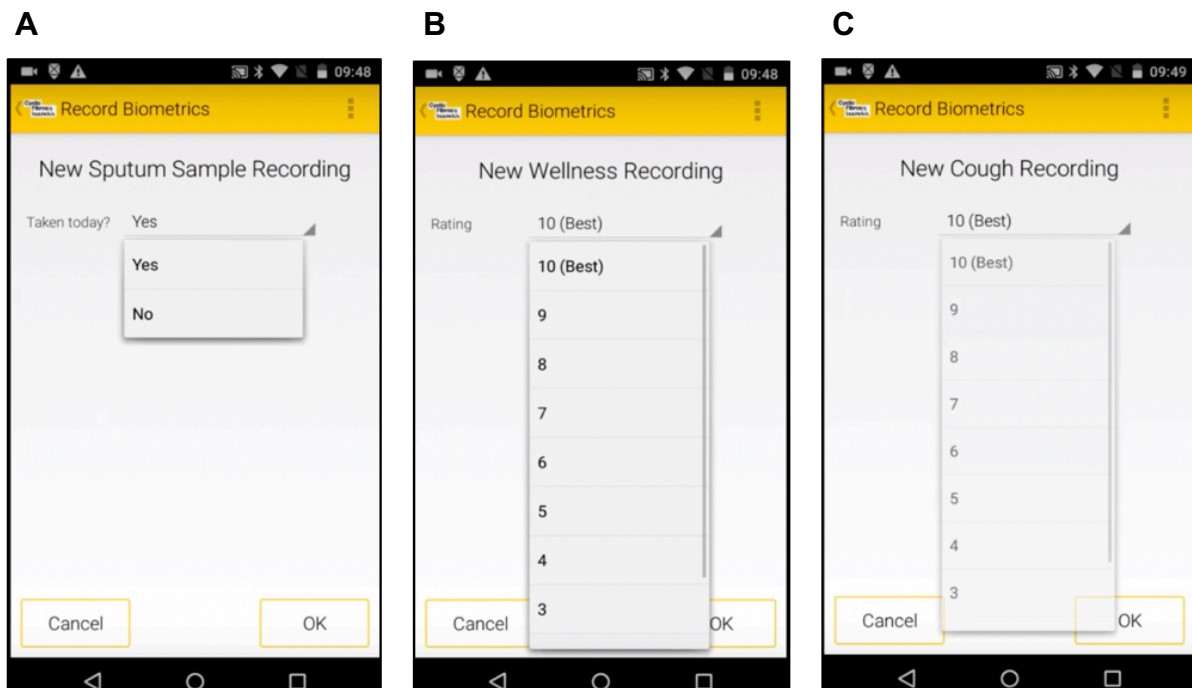 A
09:48
Record Biometrics
New Sputum Sample Recording
Taken today? Yes
Yes
No
Cancel OK
B
09:48
Record Biometrics
New Wellness Recording
Rating 10 (Best)
10 (Best)
9
8
7
6
5
4
3
Cancel OK
C
09:49
Record Biometrics
New Cough Recording
Rating 10 (Best)
10 (Best)
9
8
7
6
5
4
3
Cancel OK